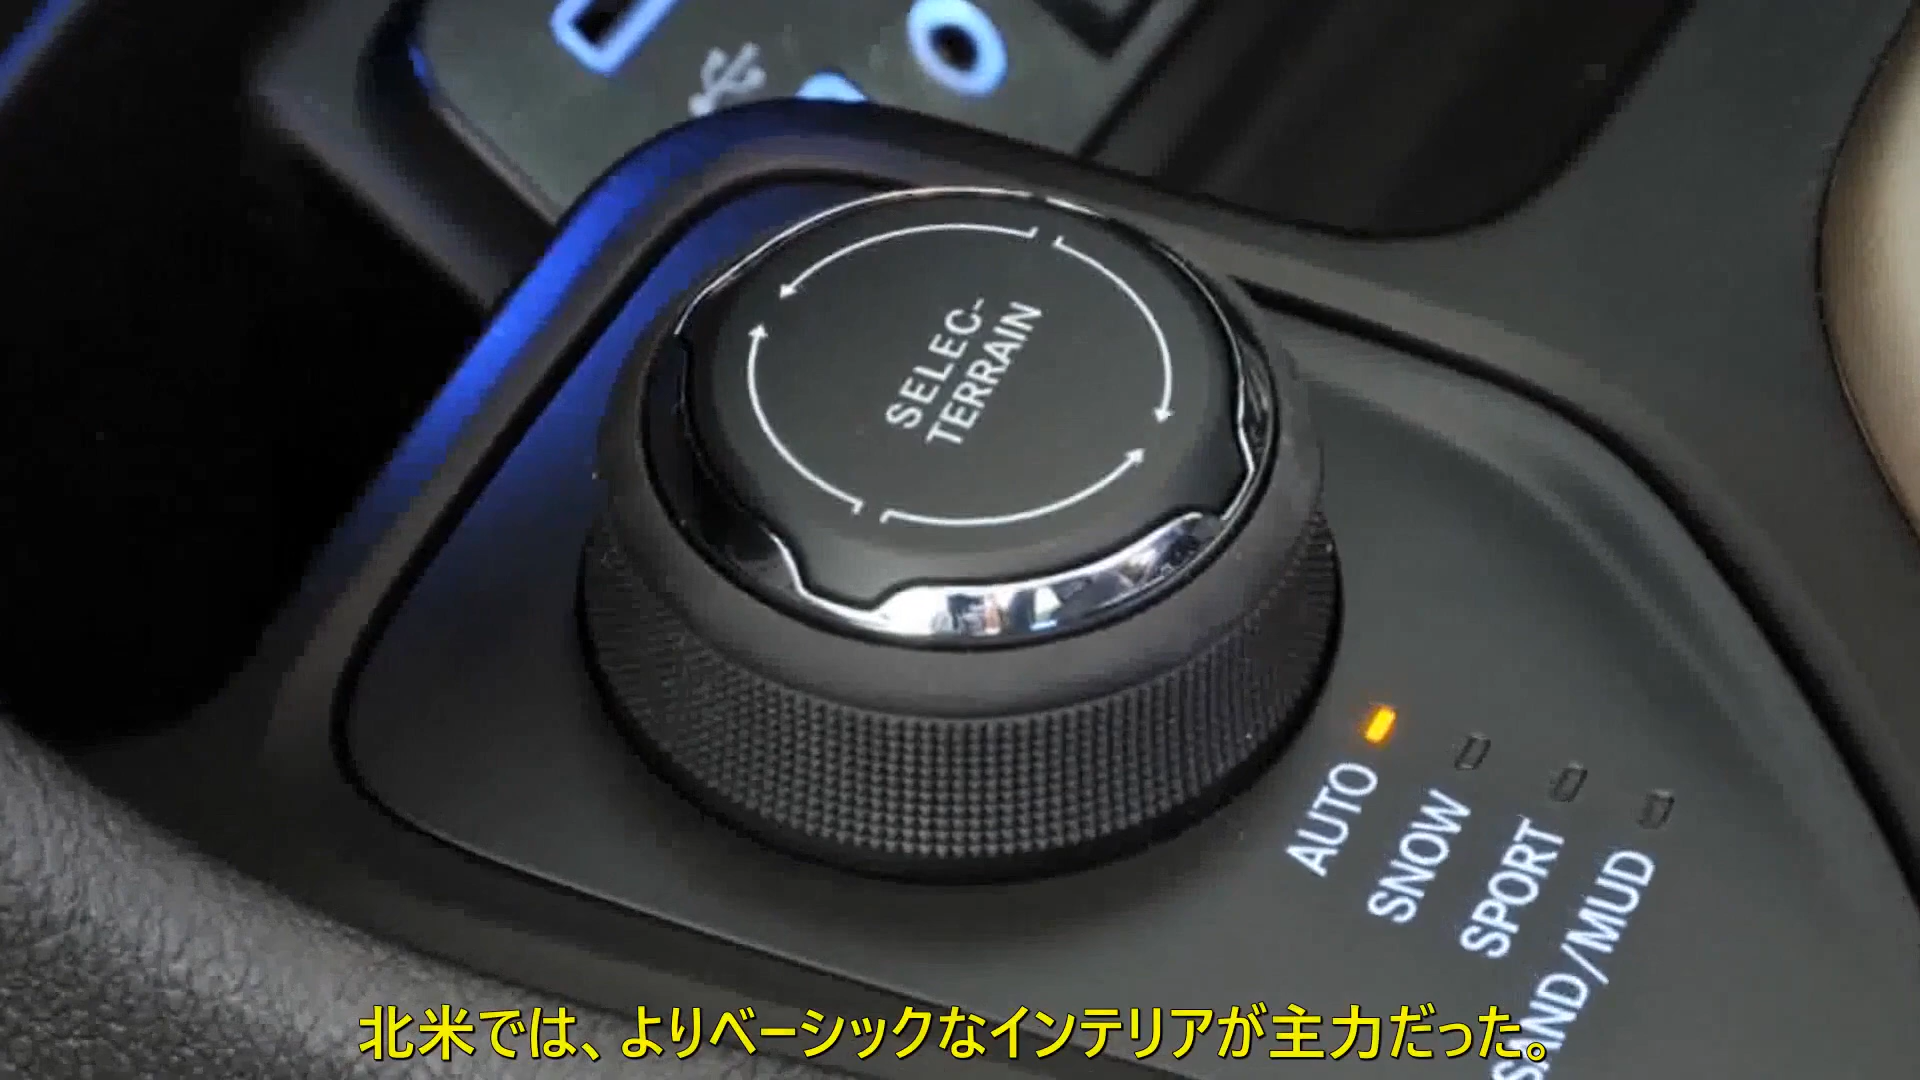 SELEC-
TERRAIN
AUTO
SNOW
SPORT
SAND/MUD
北米では、よりベーシックなインテリアが主力だった。